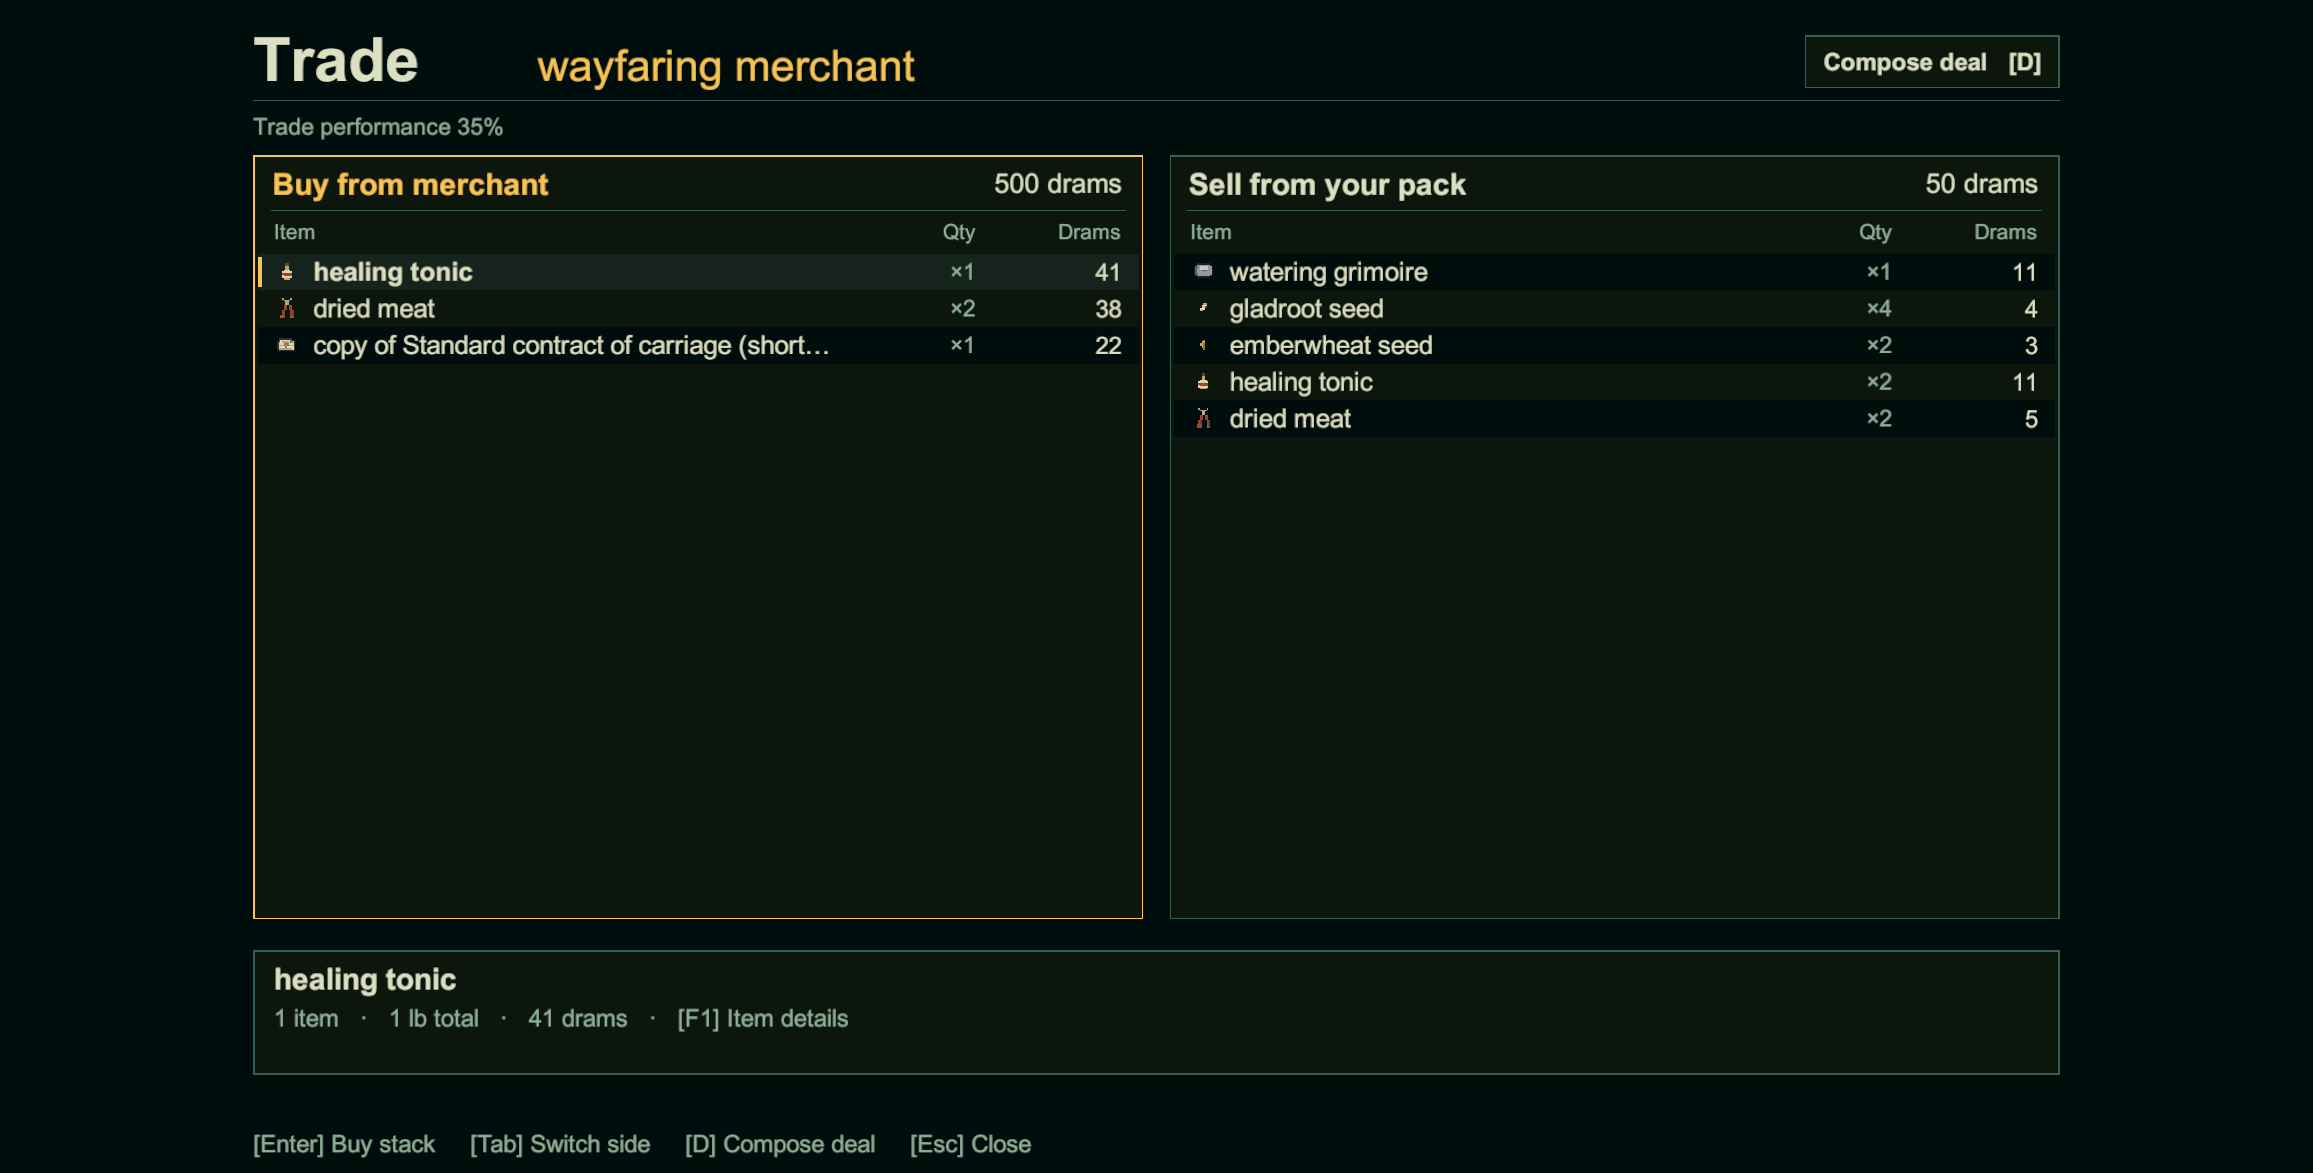 Trade wayfaring merchant Compose deal [D]
Trade performance 35%
Buy from merchant 500 drams
Item Qty Drams
healing tonic ×1 41
dried meat ×2 38
copy of Standard contract of carriage (short… ×1 22
Sell from your pack 50 drams
Item Qty Drams
watering grimoire ×1 11
gladroot seed ×4 4
emberwheat seed ×2 3
healing tonic ×2 11
dried meat ×2 5
healing tonic
1 item · 1 lb total · 41 drams · [F1] Item details
[Enter] Buy stack [Tab] Switch side [D] Compose deal [Esc] Close